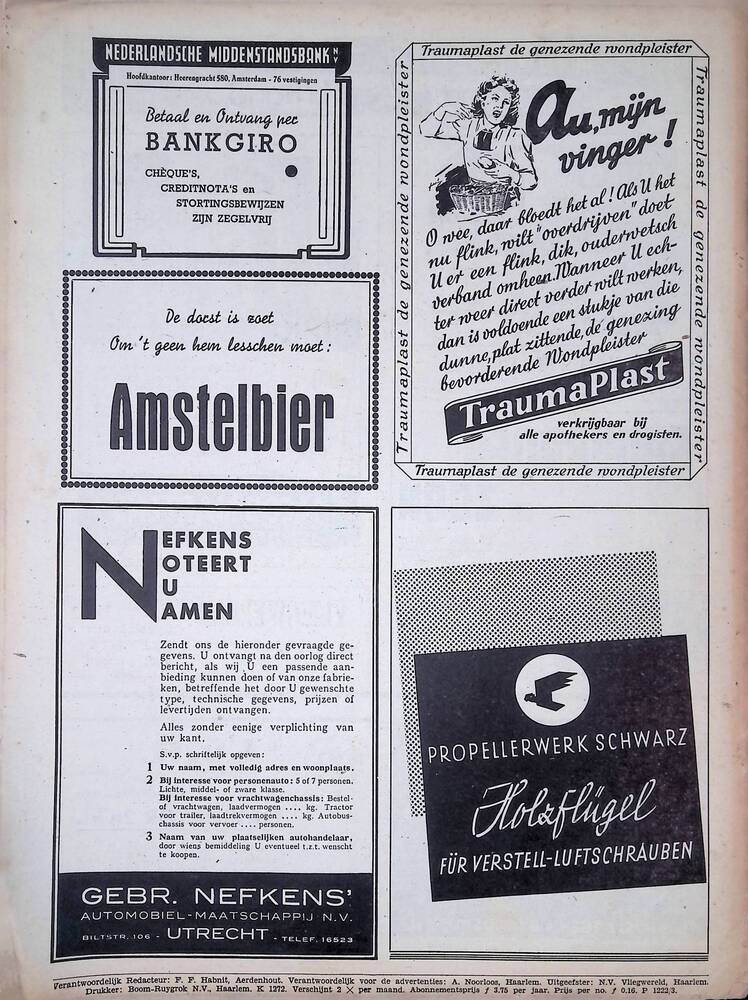 NEDERLANDSCHE MIDDENSTANDSBANK N V
Hoofdkantoor: Heerengracht 580, Amsterdam - 76 vestigingen
Betaal en Ontvang per
BANKGIRO
CHÈQUE'S,
CREDITNOTA'S en
STORTINGSBEWIJZEN
ZIJN ZEGELVRIJ
De dorst is zoet
Om 't geen hem lesschen moet:
Amstelbier
Traumaplast de genezende wondpleister
Traumaplast de genezende wondpleister
Traumaplast de genezende wondpleister
Au, mijn
vinger!
O wee, daar bloedt het al! Als U het
nu flink, wilt "overdrijven" doet
U er een flink, dik, ouderwetsch
verband omheen. Wanneer U ech-
ter weer direct verder wilt werken,
dan is voldoende een stukje van die
dunne, plat zittende, de genezing
bevorderende Wondpleister
TraumaPlast
verkrijgbaar bij
alle apothekers en drogisten.
Traumaplast de genezende wondpleister
NEFKENS
NOTEERT
U
NAMEN
Zendt ons de hieronder gevraagde ge-
gevens. U ontvangt na den oorlog direct
bericht, als wij U een passende aan-
bieding kunnen doen of van onze fabrie-
ken, betreffende het door U gewenschte
type, technische gegevens, prijzen of
levertijden ontvangen.
Alles zonder eenige verplichting van
uw kant.
S.v.p. schriftelijk opgeven:
1 Uw naam, met volledig adres en woonplaats.
2 Bij interesse voor personenauto: 5 of 7 personen.
Lichte, middel- of zware klasse.
Bij interesse voor vrachtwagenchassis: Bestel-
of vrachtwagen, laadvermogen .... kg. Tractor
voor trailer, laadtrekvermogen .... kg. Autobus-
chassis voor vervoer .... personen.
3 Naam van uw plaatselijken autohandelaar,
door wiens bemiddeling U eventueel t.z.t. wenscht
te koopen.
GEBR. NEFKENS'
AUTOMOBIEL-MAATSCHAPPIJ N.V.
BILTSTR. 106 - UTRECHT - TELEF. 16523
PROPELLERWERK SCHWARZ
Holzflügel
FÜR VERSTELL-LUFTSCHRAUBEN
Verantwoordelijk Redacteur: F. F. Habnit, Aerdenhout. Verantwoordelijk voor de advertenties: A. Noorloos, Haarlem. Uitgeefster: N.V. Vliegwereld, Haarlem.
Drukker: Boom-Ruygrok N.V., Haarlem. K 1272. Verschijnt 2 × per maand. Abonnementsprijs ƒ 3.75 per jaar. Prijs per no. ƒ 0.16. P 1222/3.